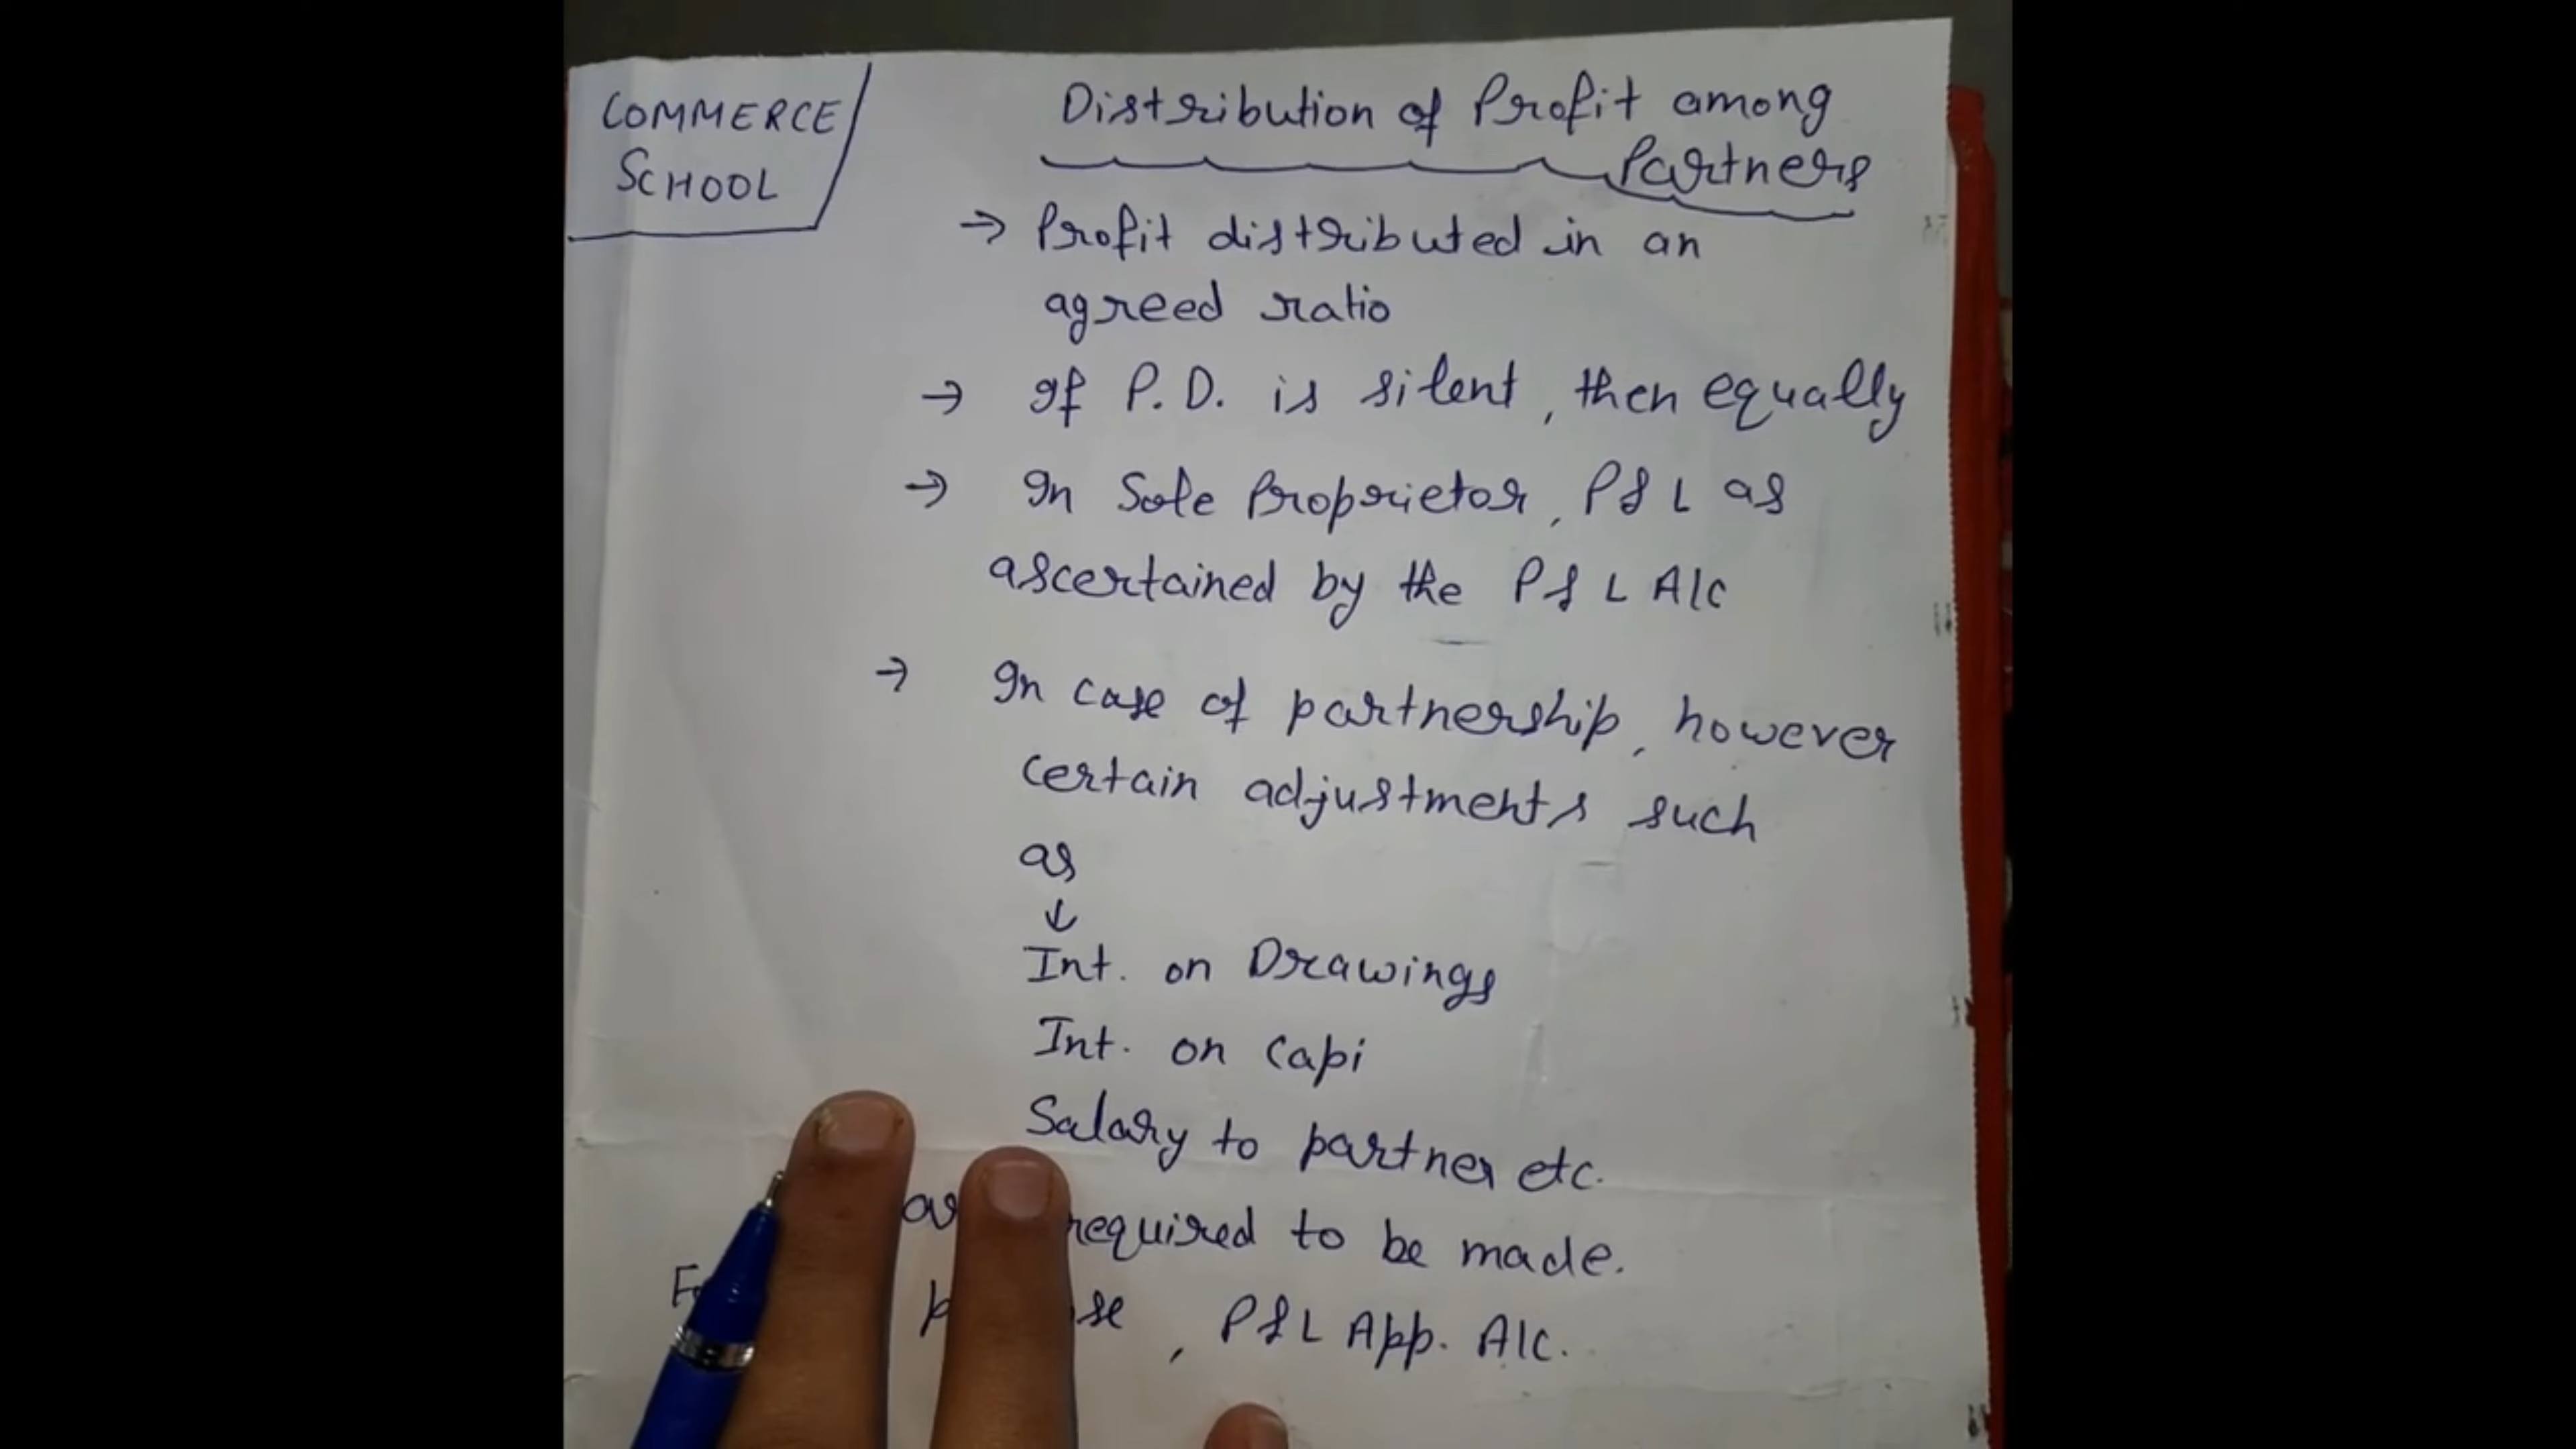 COMMERCE
SCHOOL
Distribution of Profit among
Partners
→ Profit distributed in an
agreed ratio
→ If P.D. is silent, then equally
→ In Sole Proprietor, P&L as
ascertained by the P&L A/c
→ In case of partnership, however
certain adjustments such
as
↓
Int. on Drawings
Int. on Capi
Salary to partner etc.
required to be made.
, P&L App. A/c.